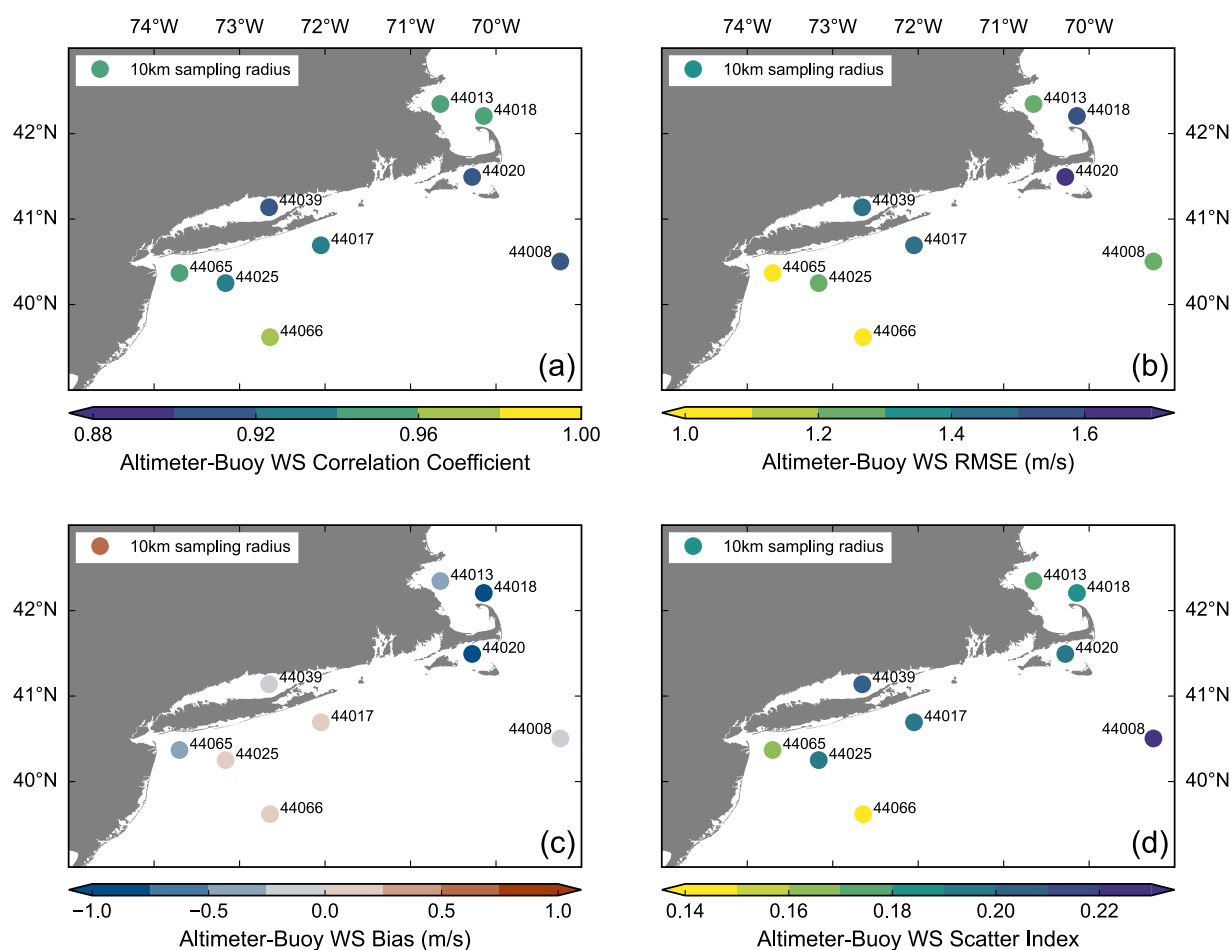 74°W 73°W 72°W 71°W 70°W
74°W 73°W 72°W 71°W 70°W
10km sampling radius
44013
44018
42°N
44020
44039
41°N
44017
44008
44065
44025
40°N
44066
(a)
0.88 0.92 0.96 1.00
Altimeter-Buoy WS Correlation Coefficient
10km sampling radius
44013
44018
42°N
44020
44039
41°N
44017
44008
44065
44025
40°N
44066
(b)
1.0 1.2 1.4 1.6
Altimeter-Buoy WS RMSE (m/s)
10km sampling radius
44013
44018
42°N
44020
44039
41°N
44017
44008
44065
44025
40°N
44066
(c)
−1.0 −0.5 0.0 0.5 1.0
Altimeter-Buoy WS Bias (m/s)
10km sampling radius
44013
44018
42°N
44020
44039
41°N
44017
44008
44065
44025
40°N
44066
(d)
0.14 0.16 0.18 0.20 0.22
Altimeter-Buoy WS Scatter Index